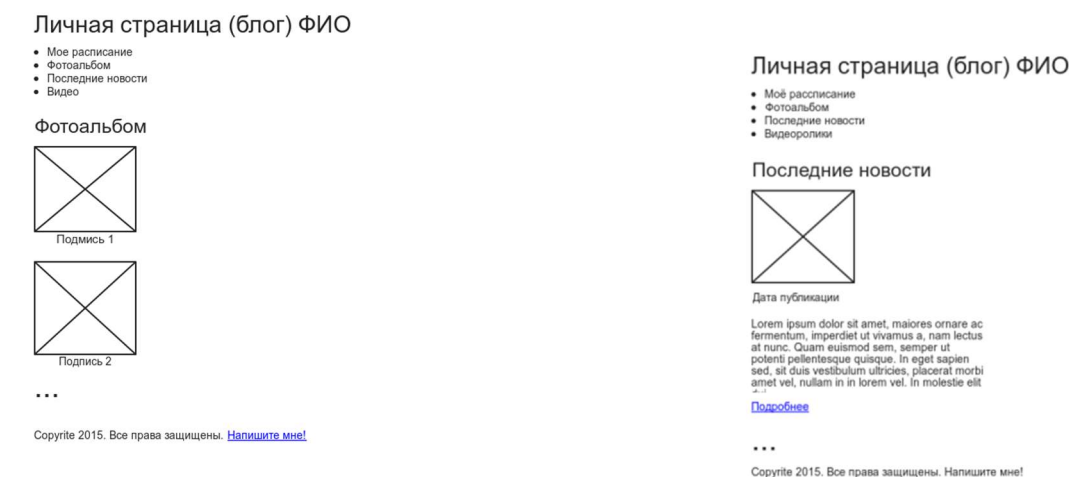 Личная страница (блог) ФИО
Мое расписание
Фотоальбом
Последние новости
Видео
Фотоальбом
Подмись 1
Подпись 2
...
Copyrite 2015. Все права защищены. Напишите мне!
Личная страница (блог) ФИО
Моё рассписание
Фотоальбом
Последние новости
Видеоролики
Последние новости
Дата публикации
Lorem ipsum dolor sit amet, maiores ornare ac
fermentum, imperdiet ut vivamus a, nam lectus
at nunc. Quam euismod sem, semper ut
potenti pellentesque quisque. In eget sapien
sed, sit duis vestibulum ultricies, placerat morbi
amet vel, nullam in in lorem vel. In molestie elit
Подробнее
...
Copyrite 2015. Все права защищены. Напишите мне!